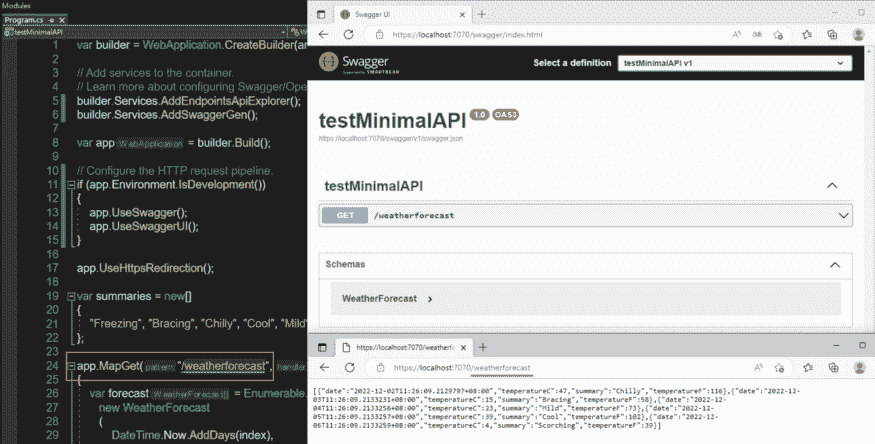 Modules
Program.cs
testMinimalAPI
1 var builder = WebApplication.CreateBuilder(ar
2
3 // Add services to the container.
4 // Learn more about configuring Swagger/Ope
5 builder.Services.AddEndpointsApiExplorer();
6 builder.Services.AddSwaggerGen();
7
8 var app WebApplication = builder.Build();
9
10 // Configure the HTTP request pipeline.
11 if (app.Environment.IsDevelopment())
12 {
13 app.UseSwagger();
14 app.UseSwaggerUI();
15 }
16
17 app.UseHttpsRedirection();
18
19 var summaries = new[]
20 {
21 "Freezing", "Bracing", "Chilly", "Cool", "Mild"
22 };
23
24 app.MapGet( pattern: "/weatherforecast", handler
25 {
26 var forecast WeatherForecast[] = Enumerable.
27 new WeatherForecast
28 (
29 DateTime.Now.AddDays(index),
Swagger UI
https://localhost:7070/swagger/index.html
Swagger
Supported by SMARTBEAR
Select a definition
testMinimalAPI v1
testMinimalAPI 1.0 OAS3
https://localhost:7070/swagger/v1/swagger.json
testMinimalAPI
GET /weatherforecast
Schemas
WeatherForecast
https://localhost:7070/weatherf
https://localhost:7070/weatherforecast
[{"date":"2022-12-02T11:26:09.2129797+08:00","temperatureC":47,"summary":"Chilly","temperatureF":116},{"date":"2022-12-
03T11:26:09.2133231+08:00","temperatureC":15,"summary":"Bracing","temperatureF":58},{"date":"2022-12-
04T11:26:09.2133256+08:00","temperatureC":23,"summary":"Mild","temperatureF":73},{"date":"2022-12-
05T11:26:09.2133257+08:00","temperatureC":39,"summary":"Cool","temperatureF":102},{"date":"2022-12-
06T11:26:09.2133259+08:00","temperatureC":4,"summary":"Scorching","temperatureF":39}]